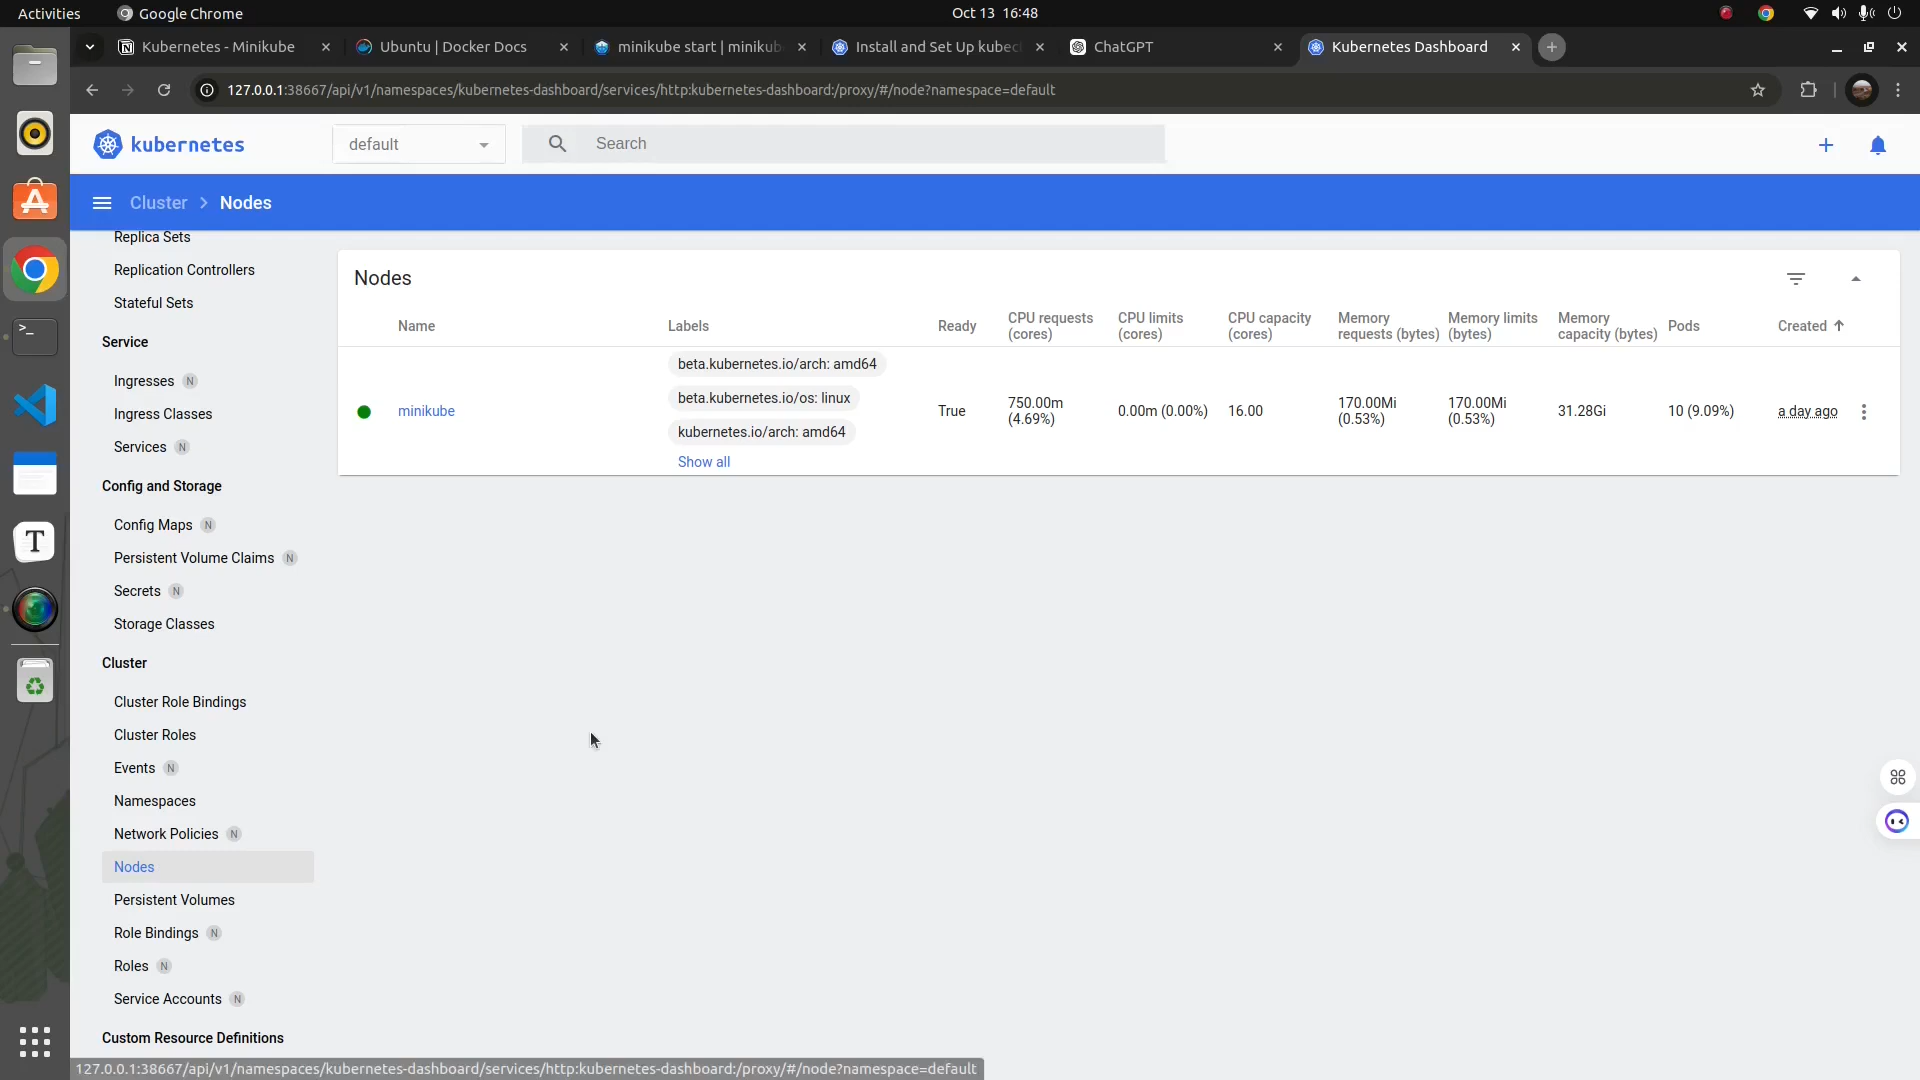 Activities
Google Chrome
Oct 13 16:48
Kubernetes - Minikube
Ubuntu | Docker Docs
minikube start | minikub
Install and Set Up kubec
ChatGPT
Kubernetes Dashboard
127.0.0.1:38667/api/v1/namespaces/kubernetes-dashboard/services/http:kubernetes-dashboard:/proxy/#/node?namespace=default
kubernetes
default
Search
Cluster > Nodes
Replica Sets
Replication Controllers
Stateful Sets
Service
Ingresses N
Ingress Classes
Services N
Config and Storage
Config Maps N
Persistent Volume Claims N
Secrets N
Storage Classes
Cluster
Cluster Role Bindings
Cluster Roles
Events N
Namespaces
Network Policies N
Nodes
Persistent Volumes
Role Bindings N
Roles N
Service Accounts N
Custom Resource Definitions
Nodes
Name
Labels
Ready
CPU requests
(cores)
CPU limits
(cores)
CPU capacity
(cores)
Memory
requests (bytes)
Memory limits
(bytes)
Memory
capacity (bytes)
Pods
Created
minikube
beta.kubernetes.io/arch: amd64
beta.kubernetes.io/os: linux
kubernetes.io/arch: amd64
Show all
True
750.00m
(4.69%)
0.00m (0.00%)
16.00
170.00Mi
(0.53%)
170.00Mi
(0.53%)
31.28Gi
10 (9.09%)
a day ago
127.0.0.1:38667/api/v1/namespaces/kubernetes-dashboard/services/http:kubernetes-dashboard:/proxy/#/node?namespace=default